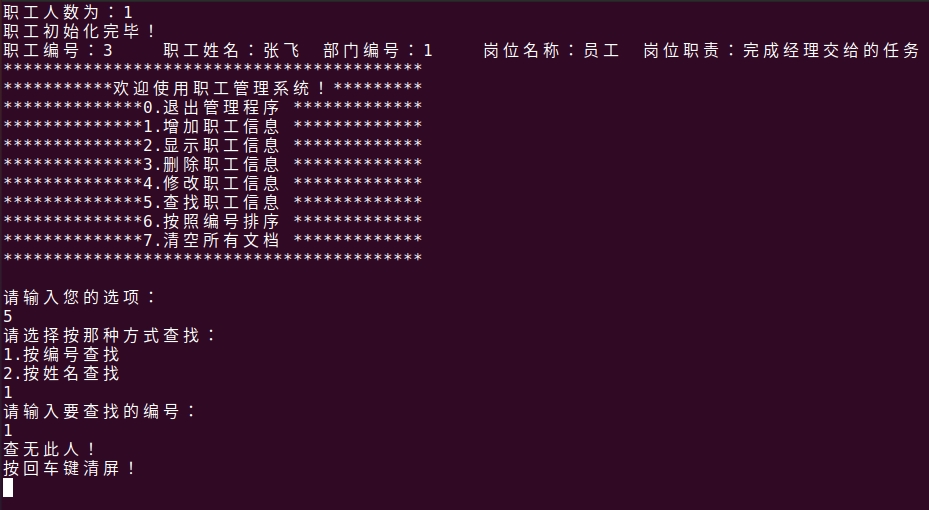 职工人数为：1
职工初始化完毕！
职工编号：3 职工姓名：张飞 部门编号：1 岗位名称：员工 岗位职责：完成经理交给的任务
******************************************
***********欢迎使用职工管理系统！*********
**************0.退出管理程序 *************
**************1.增加职工信息 *************
**************2.显示职工信息 *************
**************3.删除职工信息 *************
**************4.修改职工信息 *************
**************5.查找职工信息 *************
**************6.按照编号排序 *************
**************7.清空所有文档 *************
******************************************
请输入您的选项：
5
请选择按那种方式查找：
1.按编号查找
2.按姓名查找
1
请输入要查找的编号：
1
查无此人！
按回车键清屏！